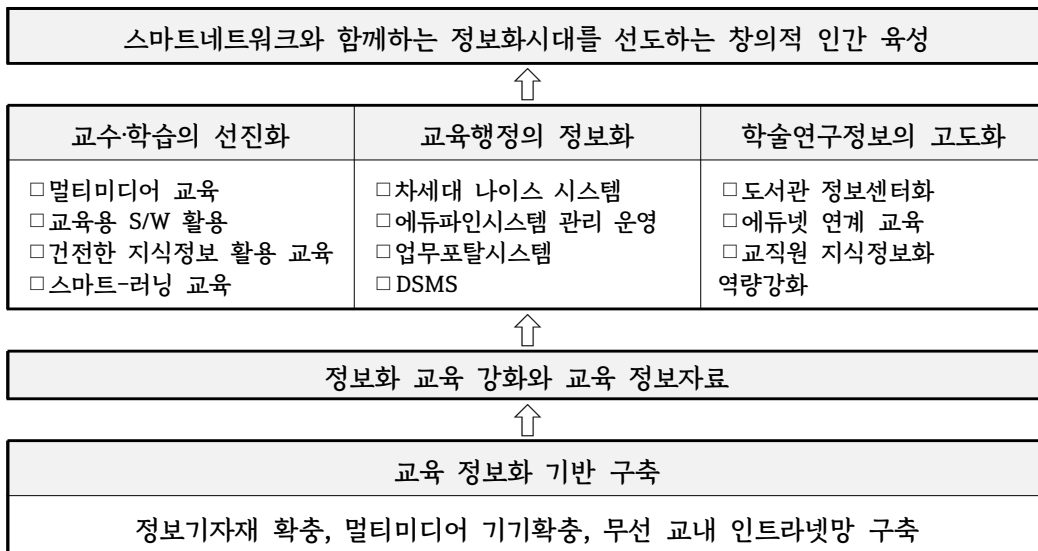 스마트네트워크와 함께하는 정보화시대를 선도하는 창의적 인간 육성
⇧
교수·학습의 선진화
□멀티미디어 교육
□교육용 S/W 활용
□건전한 지식정보 활용 교육
□스마트-러닝 교육
교육행정의 정보화
□차세대 나이스 시스템
□에듀파인시스템 관리 운영
□업무포탈시스템
□DSMS
학술연구정보의 고도화
□도서관 정보센터화
□에듀넷 연계 교육
□교직원 지식정보화
역량강화
⇧
정보화 교육 강화와 교육 정보자료
⇧
교육 정보화 기반 구축
정보기자재 확충, 멀티미디어 기기확충, 무선 교내 인트라넷망 구축